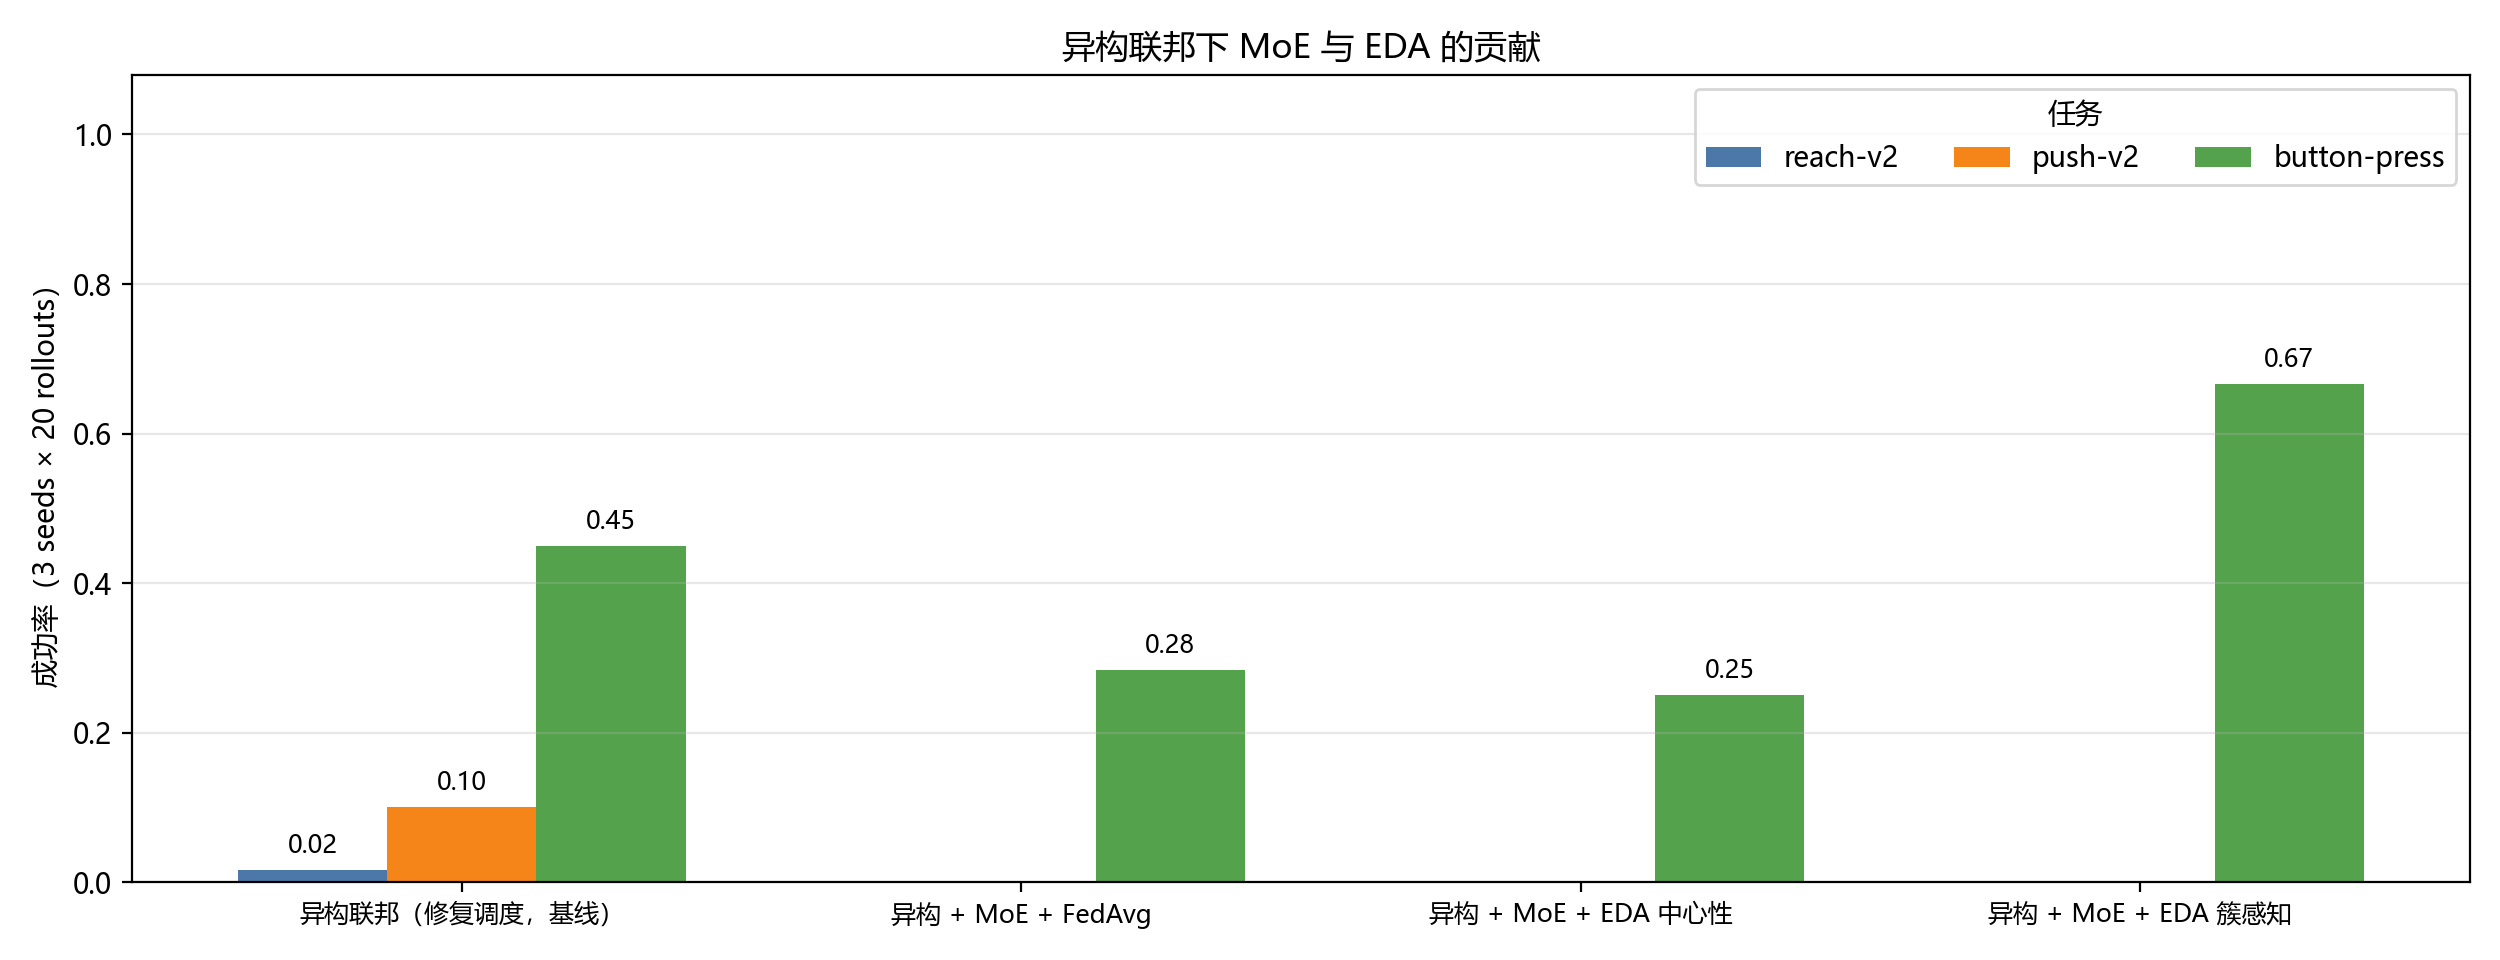 异构联邦下 MoE 与 EDA 的贡献
成功率（3 seeds × 20 rollouts）
1.0
0.8
0.6
0.4
0.2
0.0
任务
reach-v2
push-v2
button-press
0.02
0.10
0.45
0.28
0.25
0.67
异构联邦（修复调度，基线）
异构 + MoE + FedAvg
异构 + MoE + EDA 中心性
异构 + MoE + EDA 簇感知